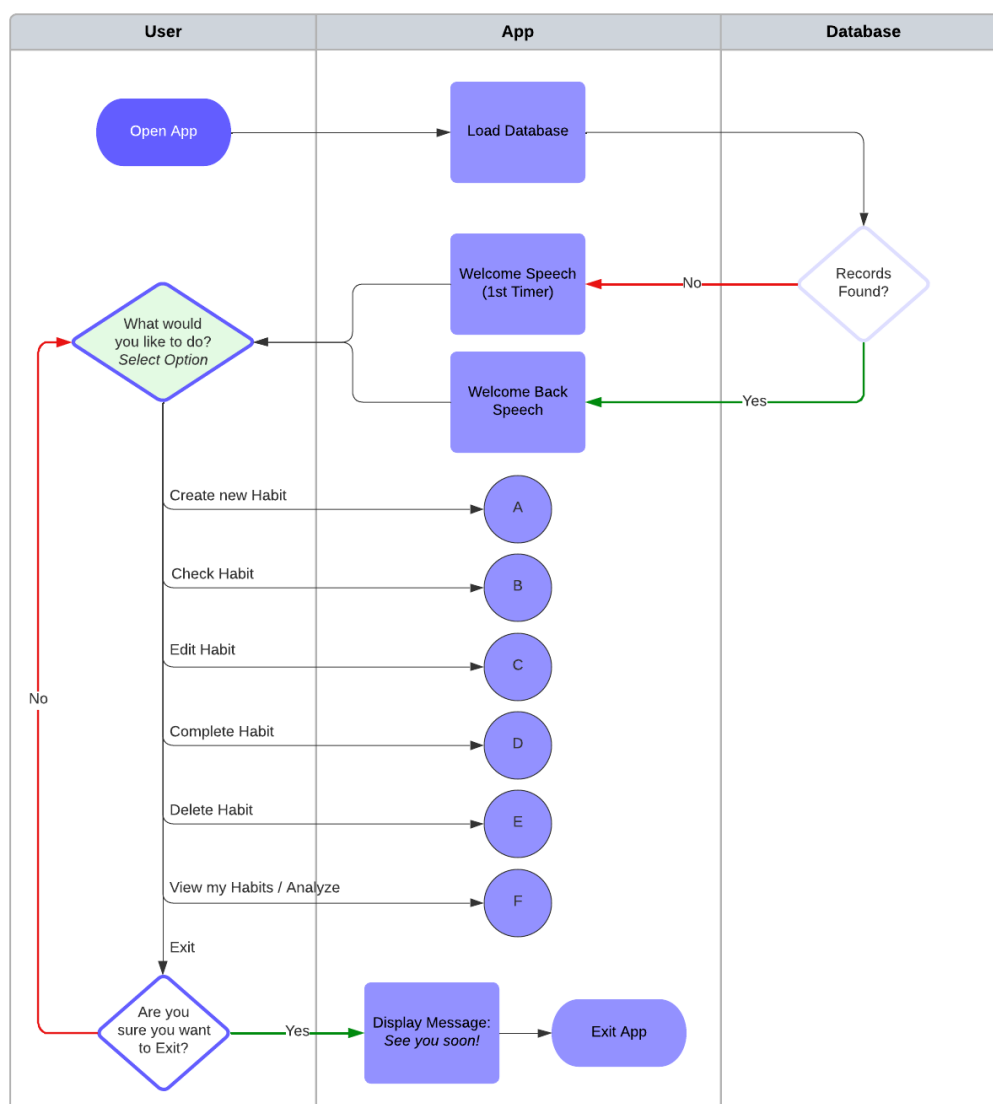 User
App
Database
Open App
Load Database
Records
Found?
Welcome Speech
(1st Timer)
No
What would
you like to do?
Select Option
Welcome Back
Speech
Yes
Create new Habit
A
Check Habit
B
Edit Habit
C
No
Complete Habit
D
Delete Habit
E
View my Habits / Analyze
F
Exit
Are you
sure you want
to Exit?
Yes
Display Message:
See you soon!
Exit App